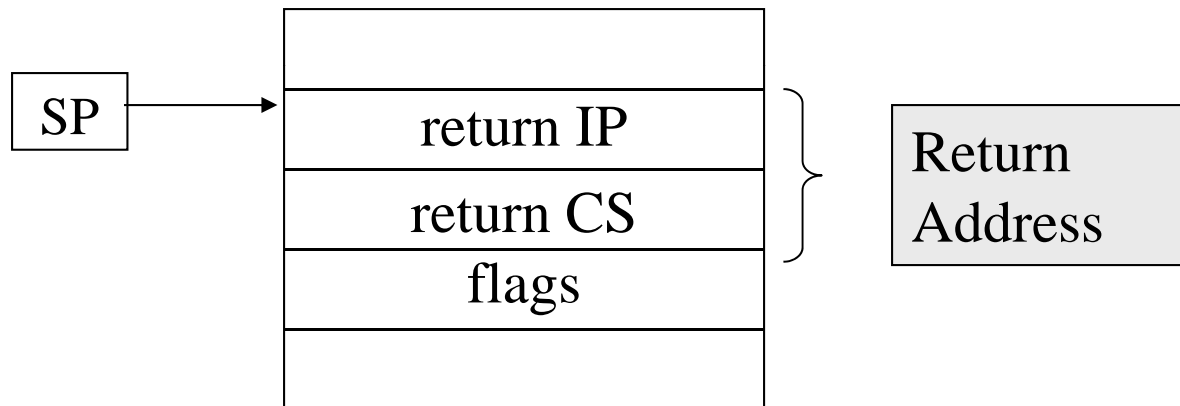 SP
return IP
return CS
flags
Return
Address